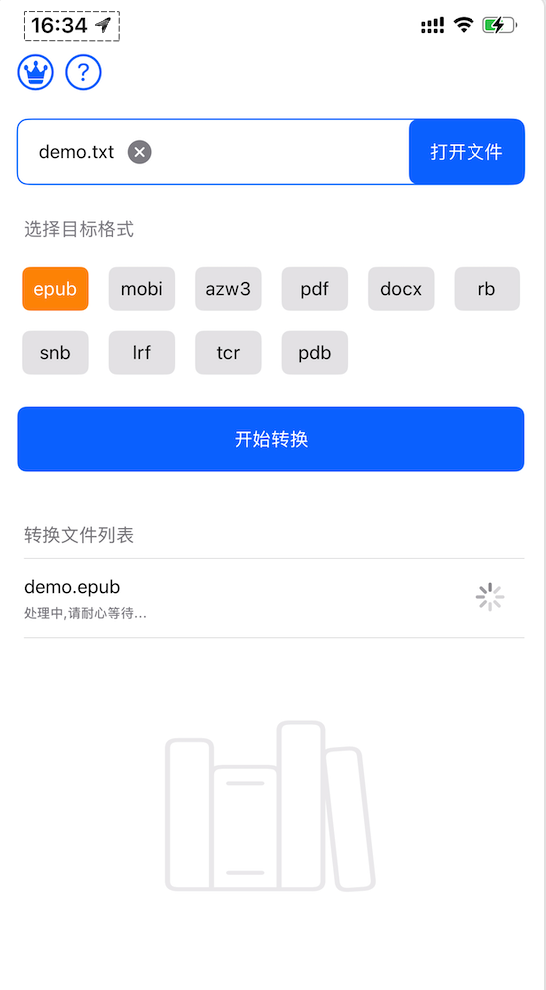 16:34
?
demo.txt
打开文件
选择目标格式
epub mobi azw3 pdf docx rb
snb lrf tcr pdb
开始转换
转换文件列表
demo.epub
处理中,请耐心等待...